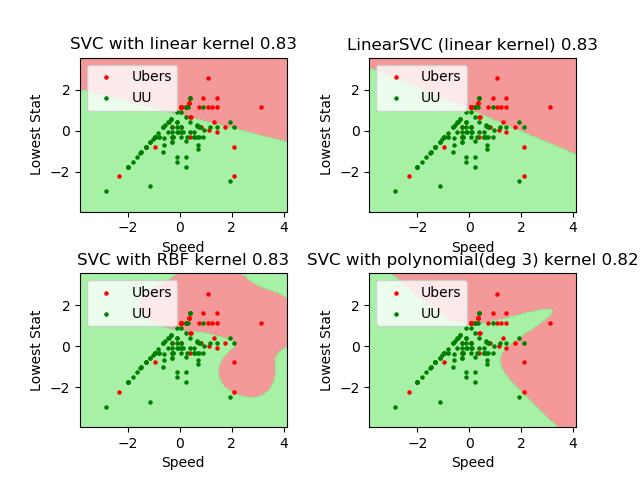 SVC with linear kernel 0.83
LinearSVC (linear kernel) 0.83
Ubers
UU
Ubers
UU
Lowest Stat
Lowest Stat
2
0
−2
2
0
−2
−2
0
2
4
−2
0
2
4
Speed
Speed
SVC with RBF kernel 0.83
SVC with polynomial(deg 3) kernel 0.82
Ubers
UU
Ubers
UU
Lowest Stat
Lowest Stat
2
0
−2
2
0
−2
−2
0
2
4
−2
0
2
4
Speed
Speed